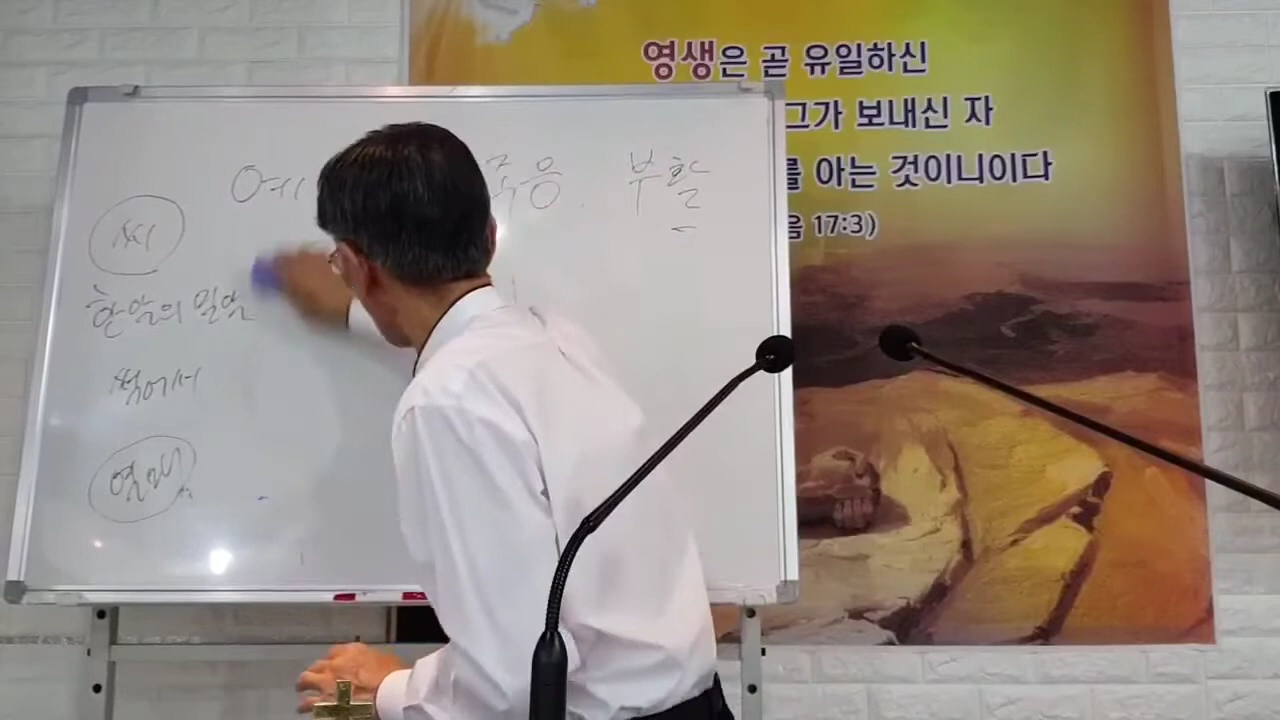 예 죽음. 부활
씨
한알의 밀알
썩어서
열매
영생은 곧 유일하신
그가 보내신 자
를 아는 것이니이다
음 17:3)